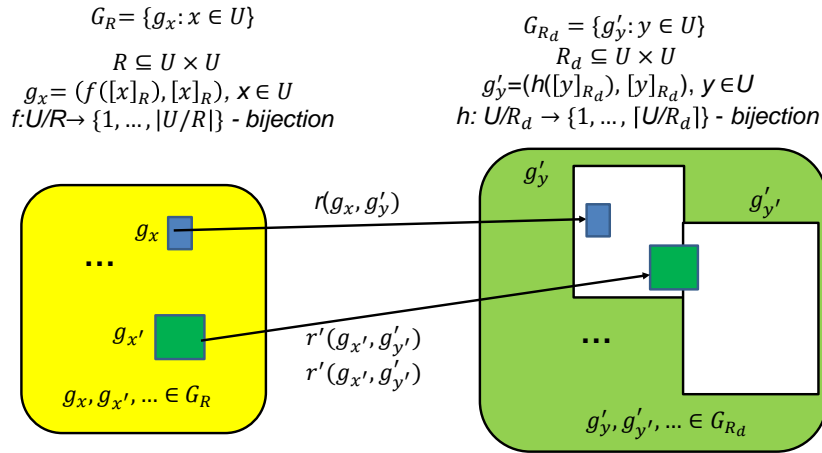 G_R = {g_x: x ∈ U}
R ⊆ U × U
g_x= (f([x]_R), [x]_R), x ∈ U
f:U/R→ {1, …, |U/R|} - bijection
G_{R_d} = {g′_y: y ∈ U}
R_d ⊆ U × U
g′_y=(h([y]_{R_d}), [y]_{R_d}), y ∈U
h: U/R_d → {1, …, ⌈U/R_d⌉} - bijection
g_x
...
g_{x′}
g_x, g_{x′}, … ∈ G_R
r(g_x, g′_y)
r′(g_{x′}, g′_{y′})
r′(g_{x′}, g′_{y′})
g′_y
g′_{y′}
...
g′_y, g′_{y′}, … ∈ G_{R_d}